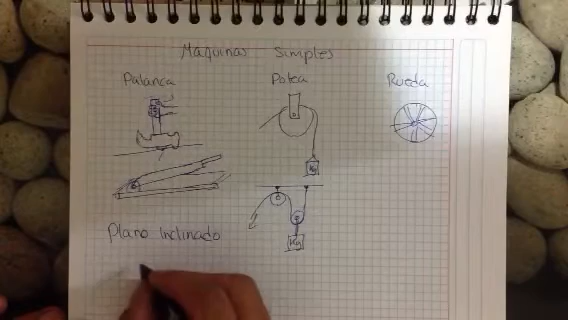 Maquinas Simples
Palanca Polea Rueda
Kg
Kg
Plano Inclinado